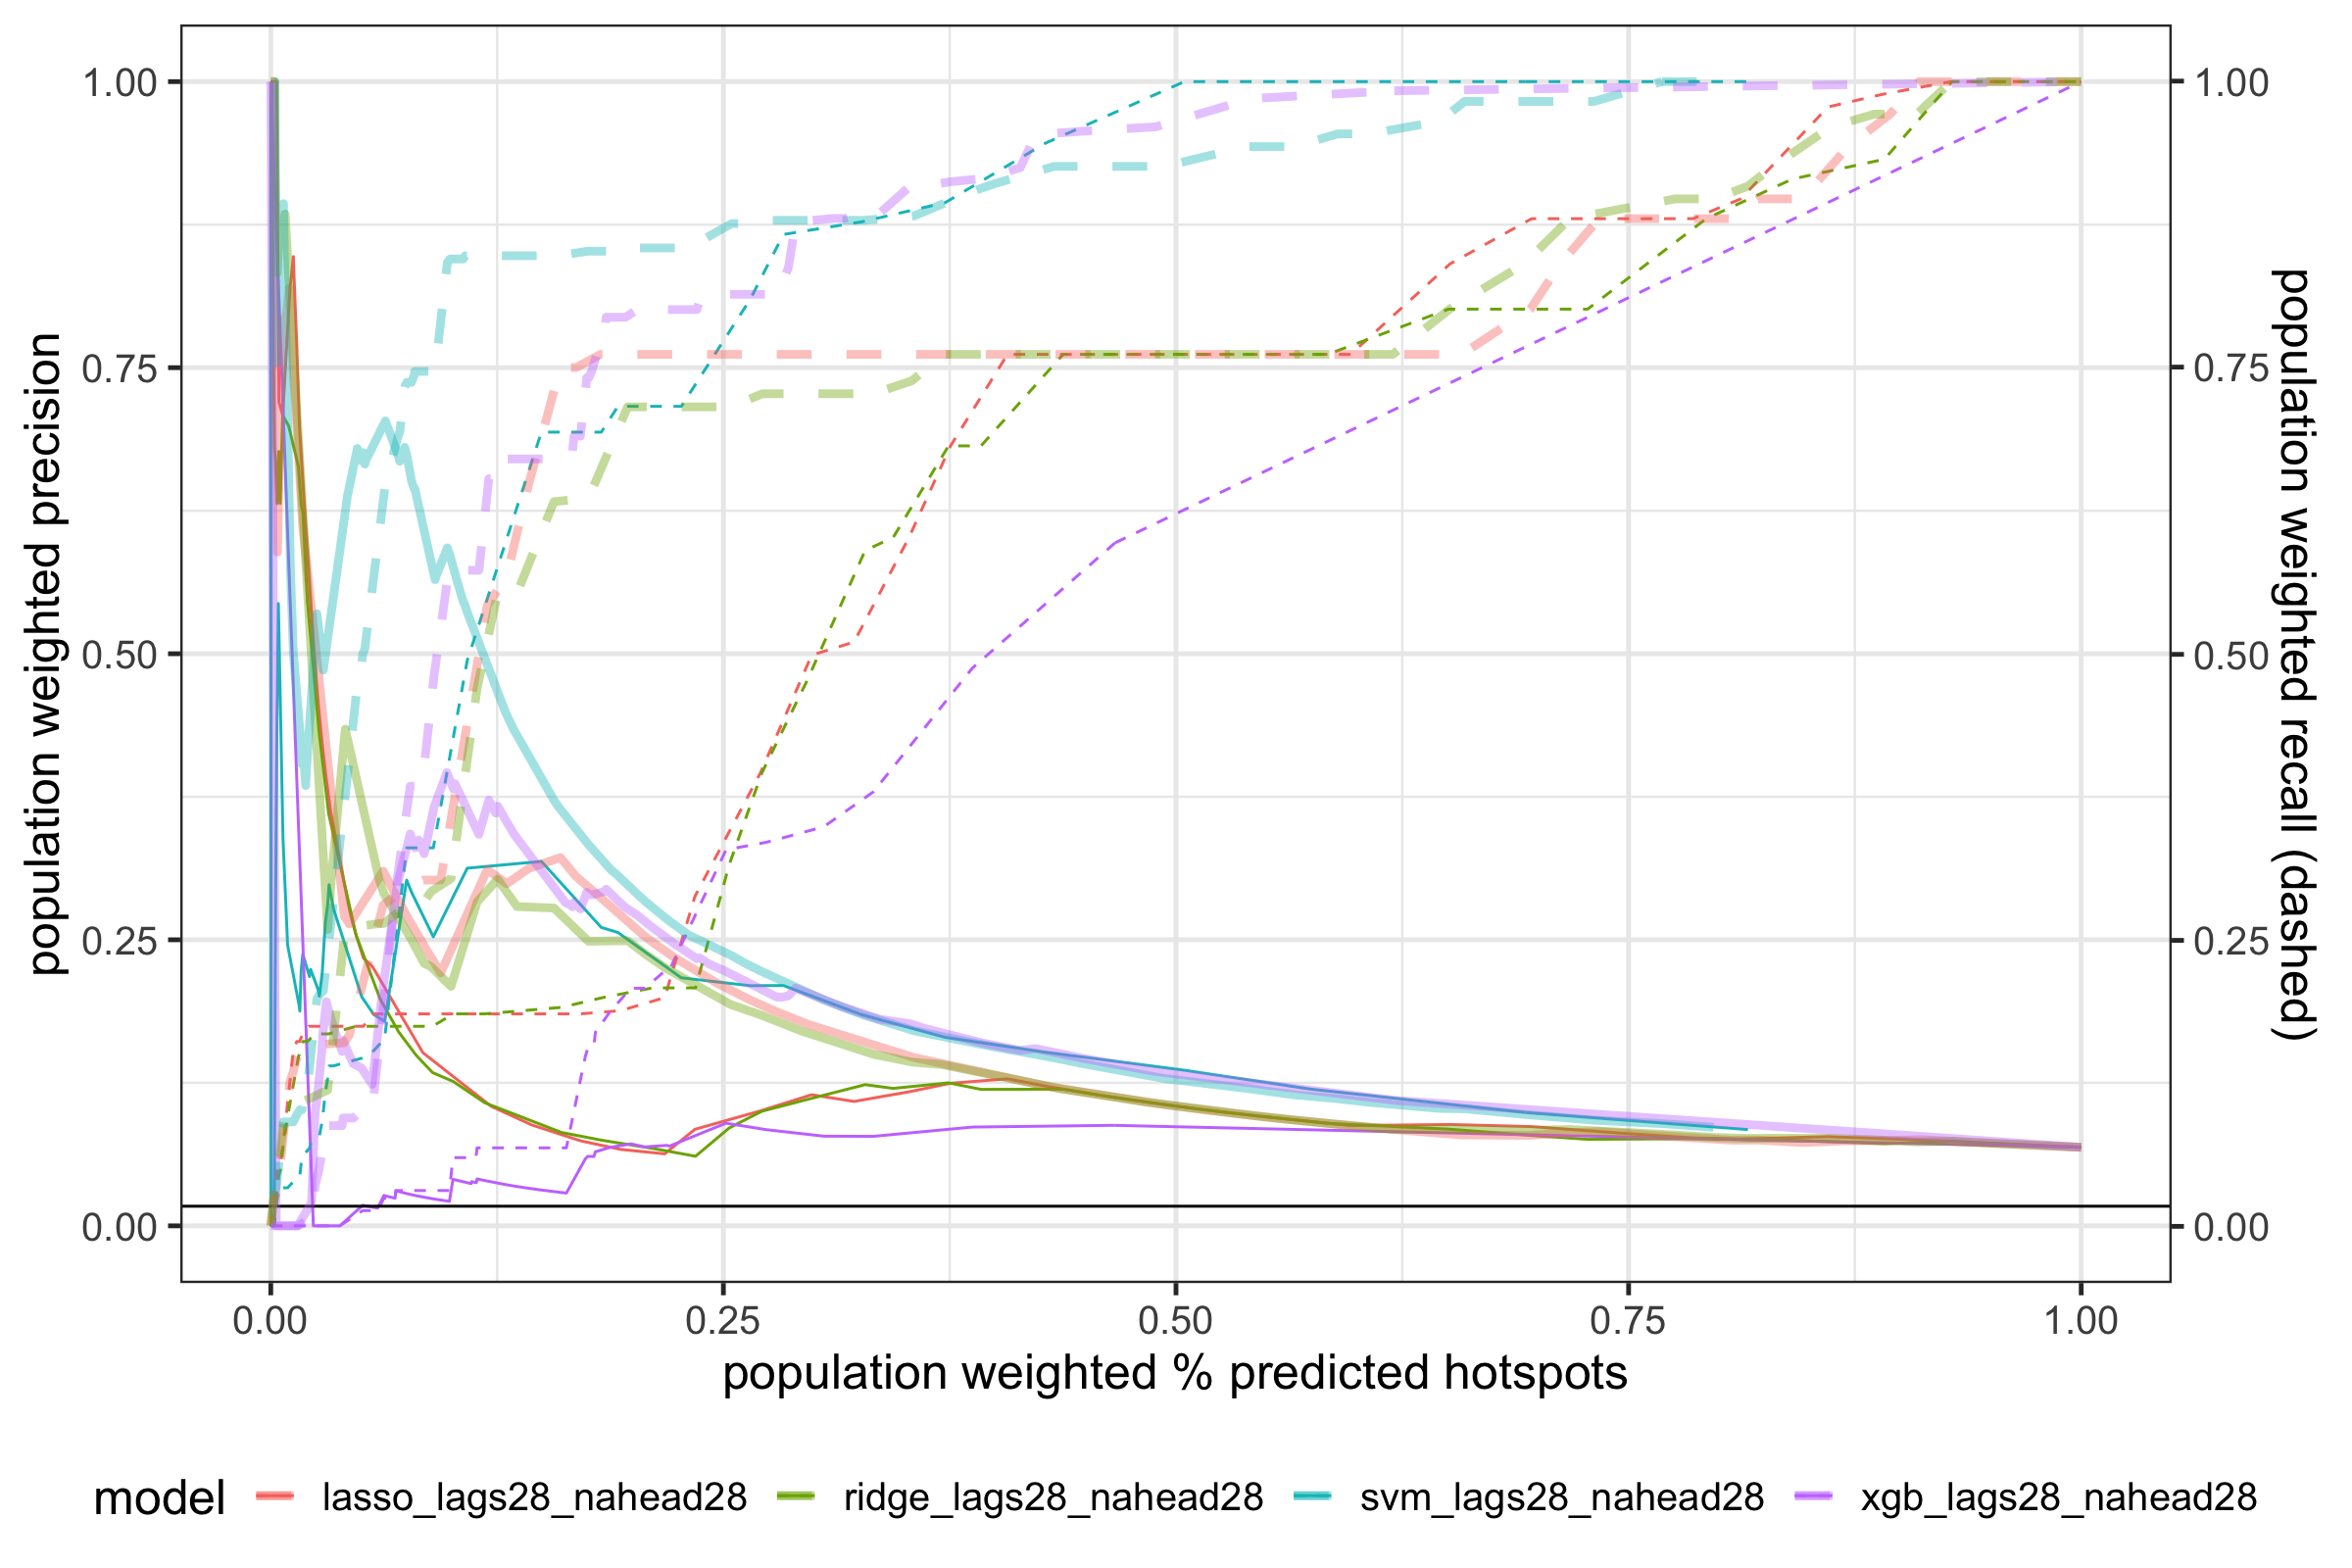 population weighted precision
1.00
0.75
0.50
0.25
0.00
1.00
0.75
0.50
0.25
0.00
population weighted recall (dashed)
0.00 0.25 0.50 0.75 1.00
population weighted % predicted hotspots
model lasso_lags28_nahead28 ridge_lags28_nahead28 svm_lags28_nahead28 xgb_lags28_nahead28